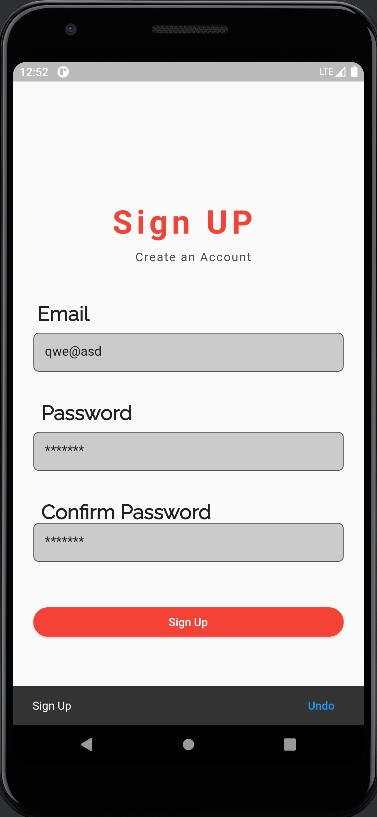 12:52
LTE
Sign UP
Create an Account
Email
qwe@asd
Password
*******
Confirm Password
*******
Sign Up
Sign Up Undo